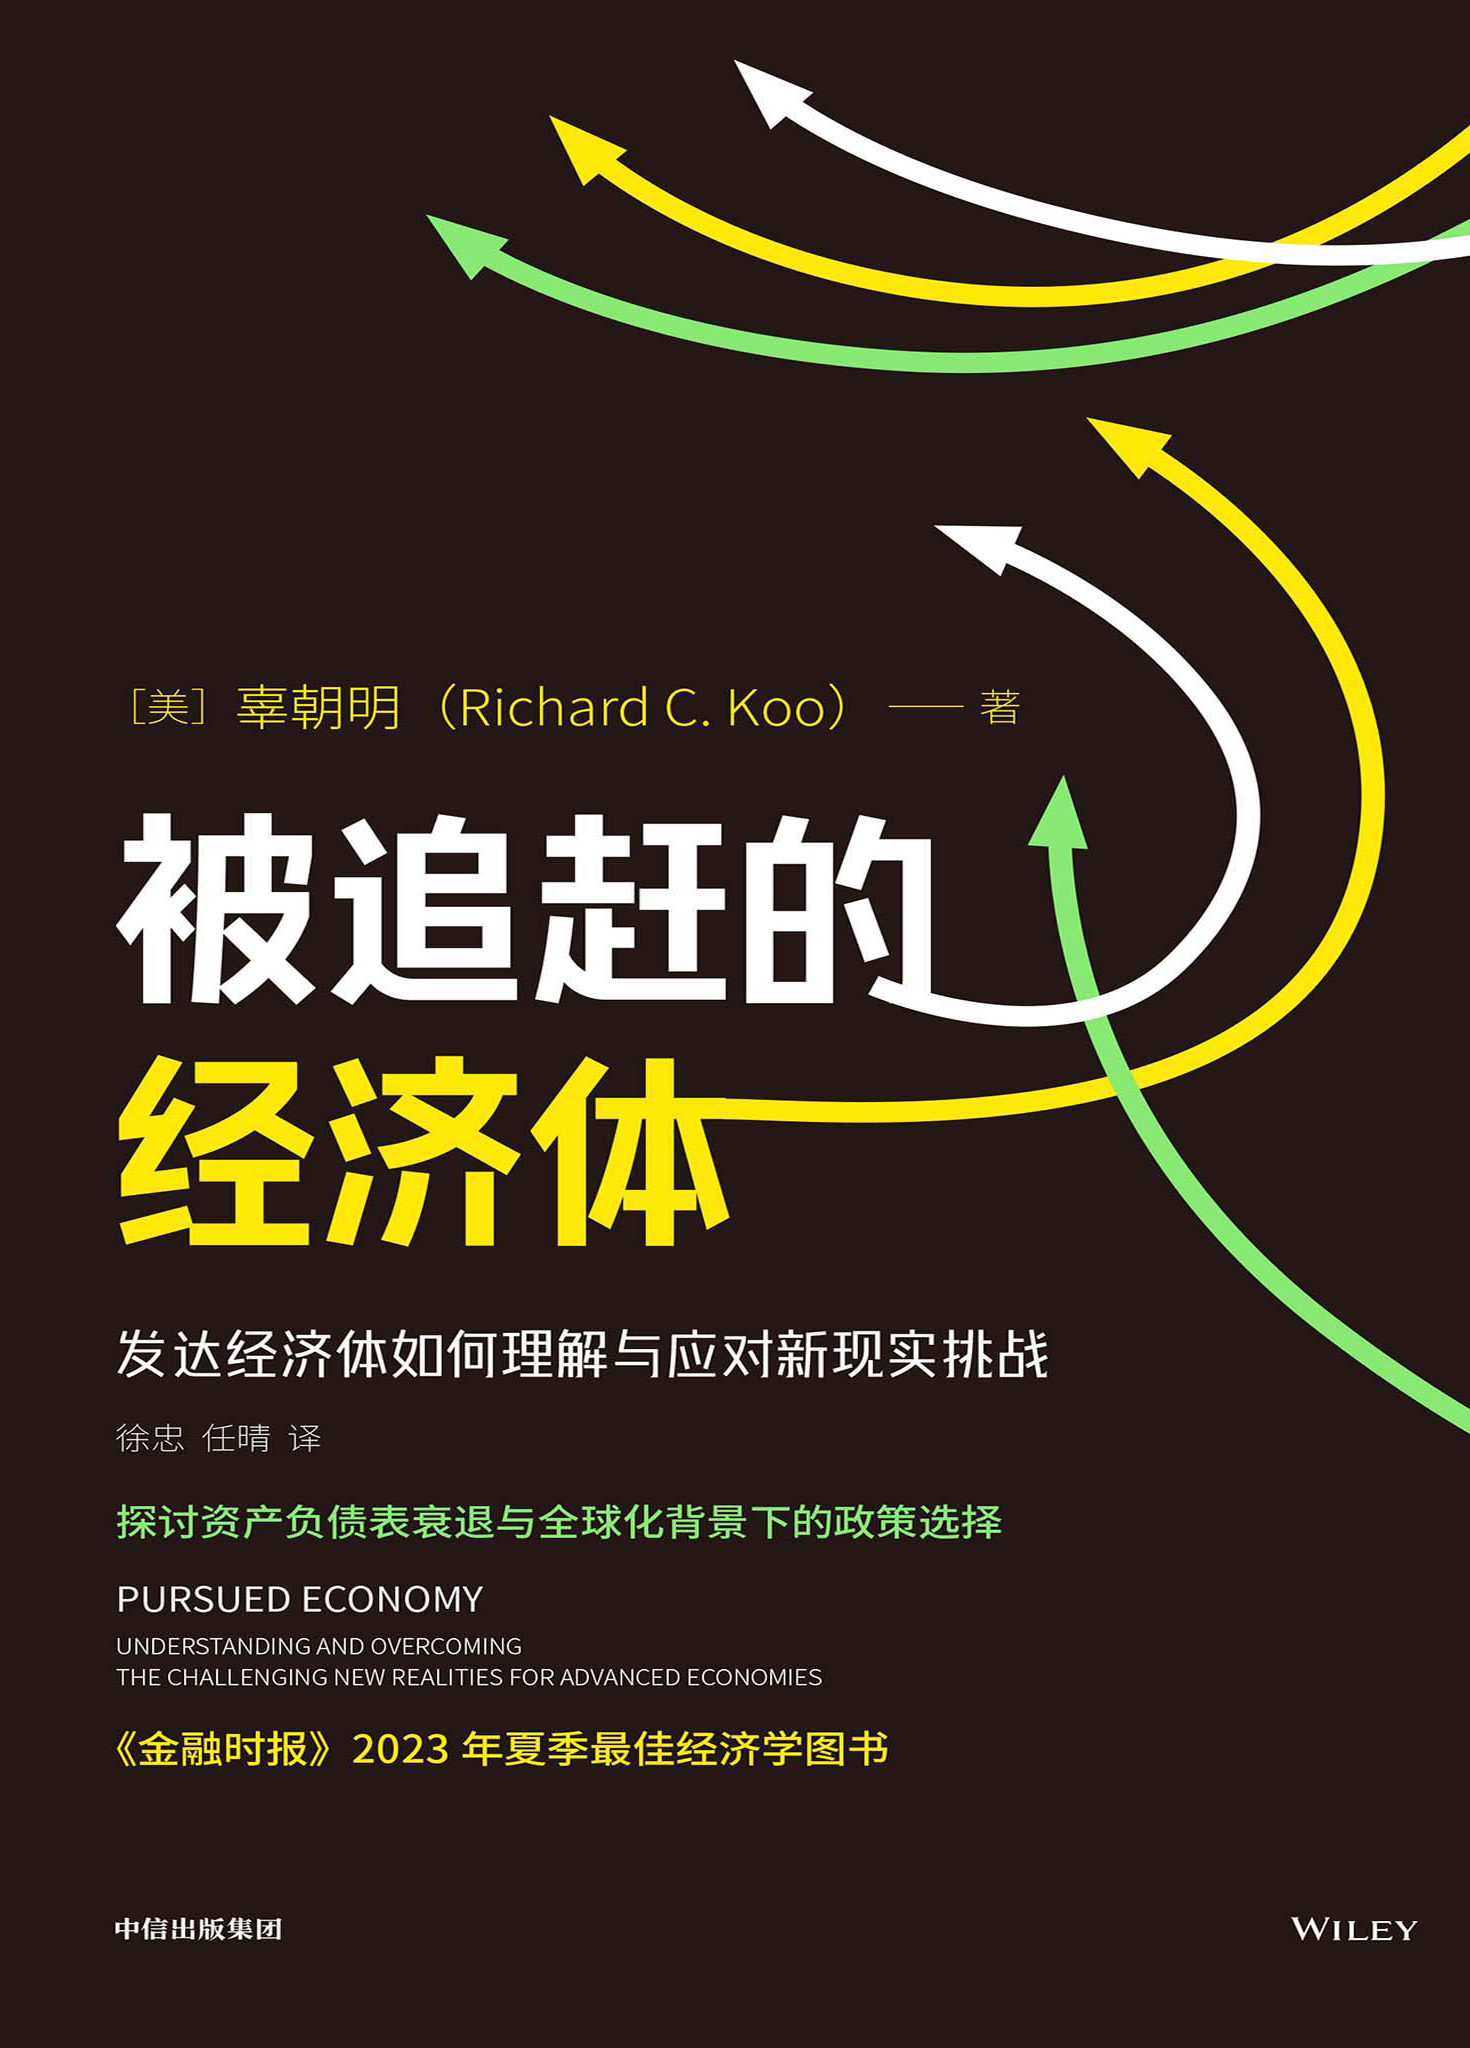 ［美］辜朝明（Richard C. Koo）—— 著
被追赶的
经济体
发达经济体如何理解与应对新现实挑战
徐忠 任晴 译
探讨资产负债表衰退与全球化背景下的政策选择
PURSUED ECONOMY
UNDERSTANDING AND OVERCOMING
THE CHALLENGING NEW REALITIES FOR ADVANCED ECONOMIES
《金融时报》2023 年夏季最佳经济学图书
中信出版集团
WILEY